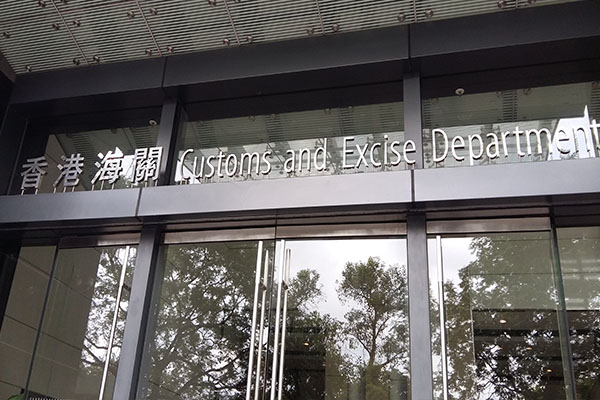 香港海關 Customs and Excise Department